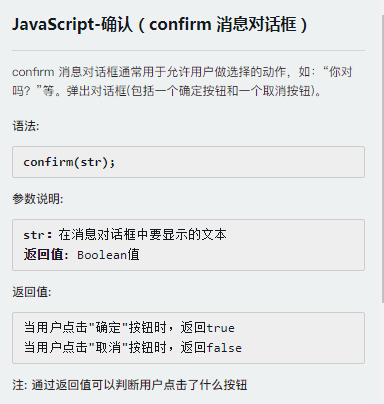 JavaScript-确认（confirm 消息对话框）
confirm 消息对话框通常用于允许用户做选择的动作，如：“你对
吗？”等。弹出对话框(包括一个确定按钮和一个取消按钮)。
语法:
confirm(str);
参数说明:
str：在消息对话框中要显示的文本
返回值: Boolean值
返回值:
当用户点击"确定"按钮时，返回true
当用户点击"取消"按钮时，返回false
注: 通过返回值可以判断用户点击了什么按钮